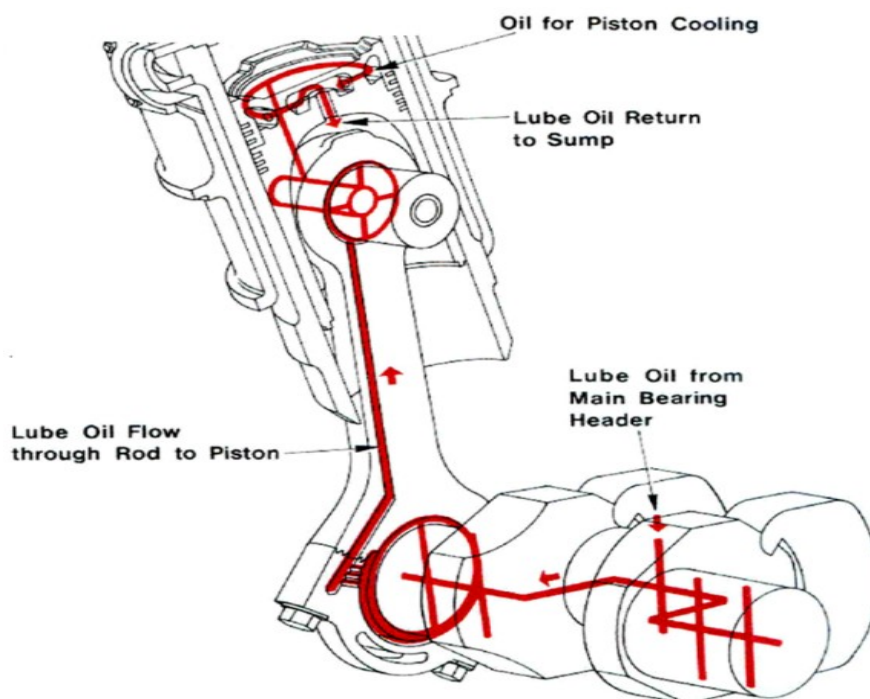 Oil for Piston Cooling
Lube Oil Return
to Sump
Lube Oil from
Main Bearing
Header
Lube Oil Flow
through Rod to Piston